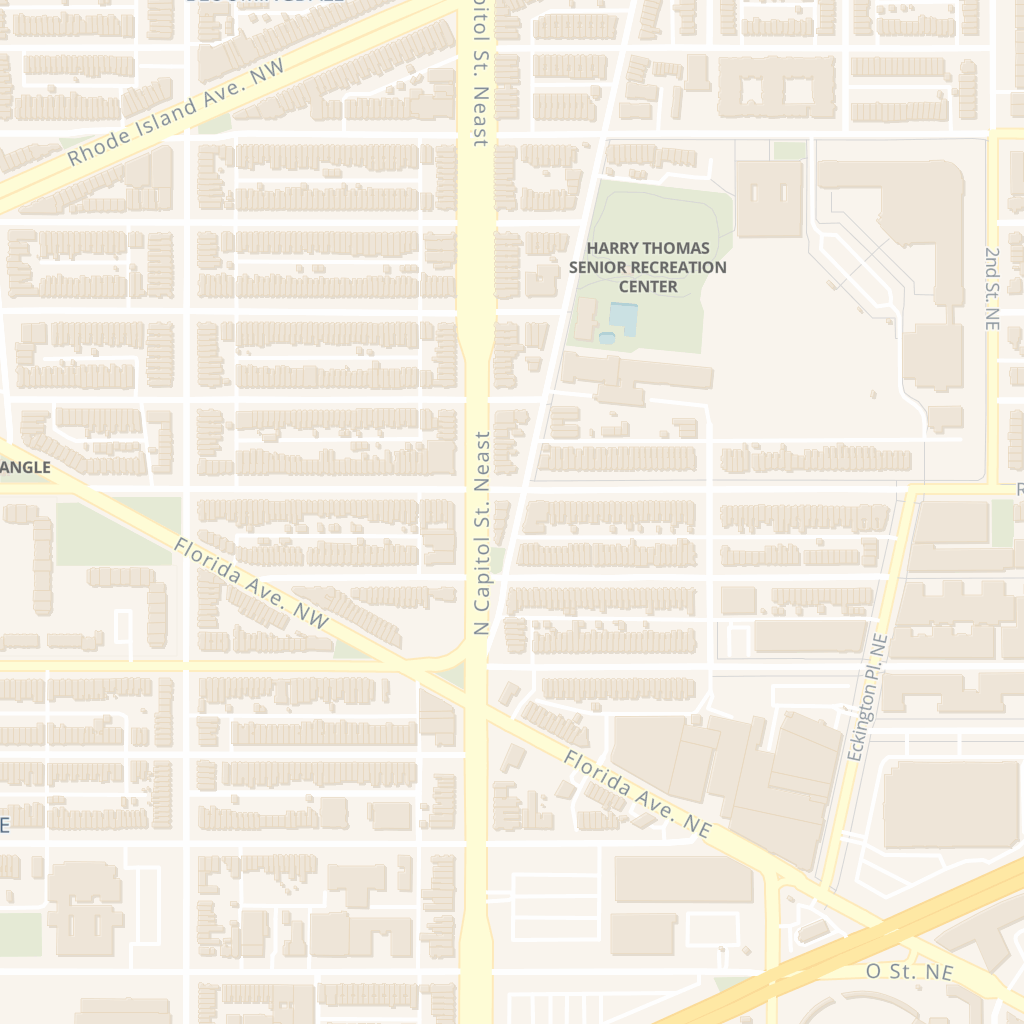 Rhode Island Ave. NW
pitol St. Neast
HARRY THOMAS
SENIOR RECREATION
CENTER
2nd St. NE
ANGLE
N Capitol St. Neast
Florida Ave. NW
R
Eckington Pl. NE
Florida Ave. NE
E
O St. NE